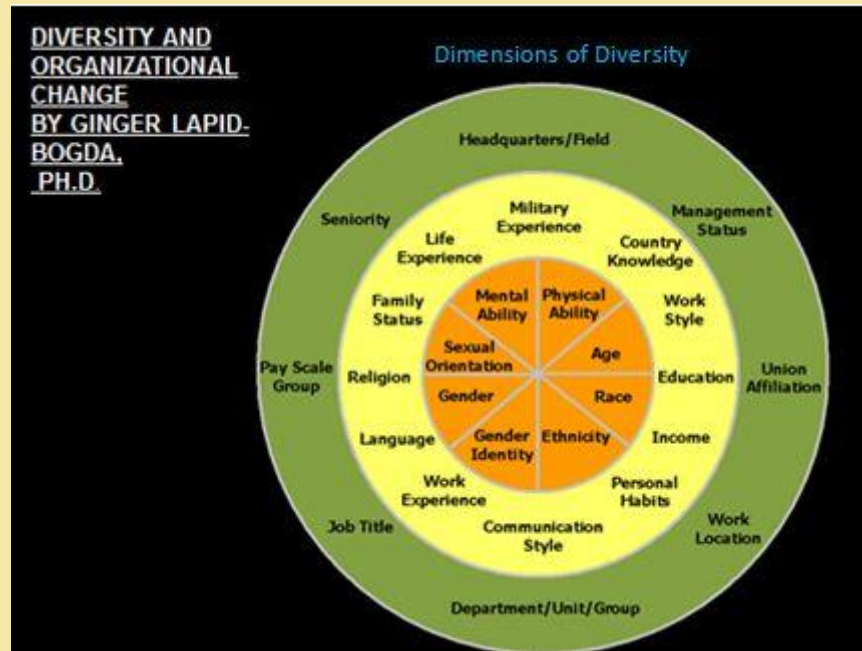 DIVERSITY AND
ORGANIZATIONAL
CHANGE
BY GINGER LAPID-
BOGDA,
PH.D.
Dimensions of Diversity
Headquarters/Field
Management
Status
Union
Affiliation
Work
Location
Department/Unit/Group
Job Title
Pay Scale
Group
Seniority
Military
Experience
Country
Knowledge
Work
Style
Education
Income
Personal
Habits
Communication
Style
Work
Experience
Language
Religion
Family
Status
Life
Experience
Physical
Ability
Age
Race
Ethnicity
Gender
Identity
Gender
Sexual
Orientation
Mental
Ability